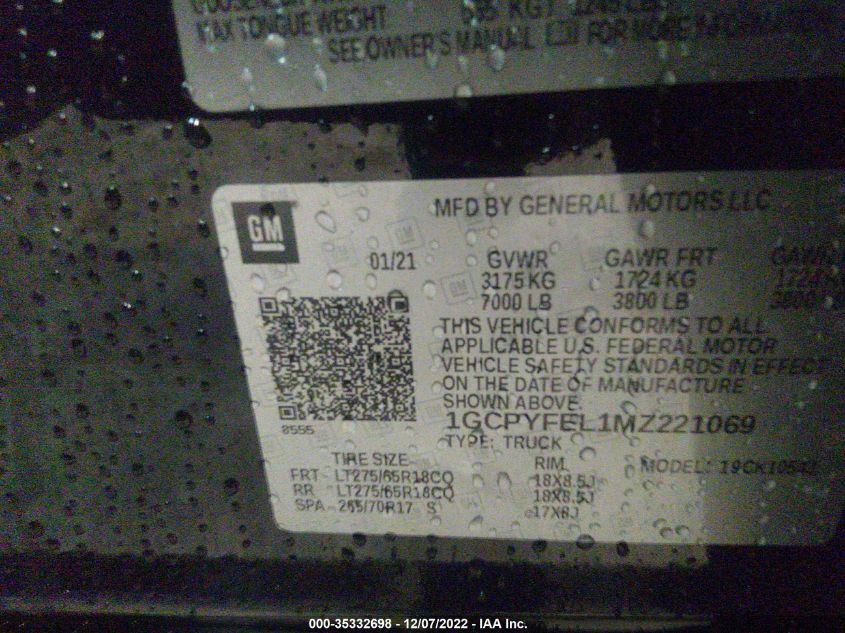 MAX TONGUE WEIGHT
SEE OWNER'S MANUAL FOR MORE INFORMATION
GM
MFD BY GENERAL MOTORS LLC
01/21 GVWR GAWR FRT
3175 KG 1724 KG 1724
7000 LB 3800 LB 3800
THIS VEHICLE CONFORMS TO ALL
APPLICABLE U.S. FEDERAL MOTOR
VEHICLE SAFETY STANDARDS IN EFFECT
ON THE DATE OF MANUFACTURE
SHOWN ABOVE
8555
1GCPYFEL1MZ221069
TYPE: TRUCK
TIRE SIZE RIM MODEL:
FRT LT275/65R18CQ 18X8.5J
RR LT275/65R18CQ 18X8.5J
SPA 265/70R17 S 17X8J
000-35332698 - 12/07/2022 - IAA Inc.